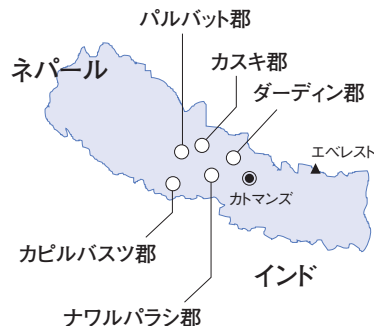 パルバット郡
カスキ郡
ネパール
ダーディン郡
エベレスト
カトマンズ
カピルバスツ郡
インド
ナワルパラシ郡